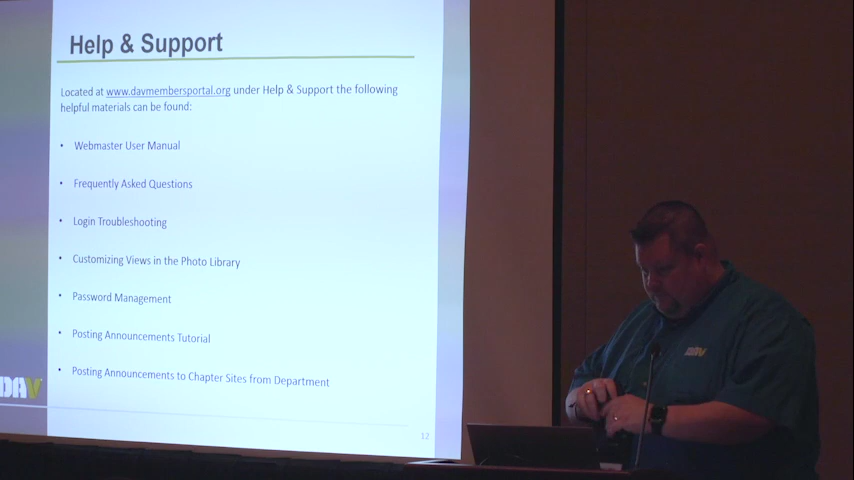 Help & Support
Located at www.davmembersportal.org under Help & Support the following
helpful materials can be found:
• Webmaster User Manual
• Frequently Asked Questions
• Login Troubleshooting
• Customizing Views in the Photo Library
• Password Management
• Posting Announcements Tutorial
• Posting Announcements to Chapter Sites from Department
DAV
12